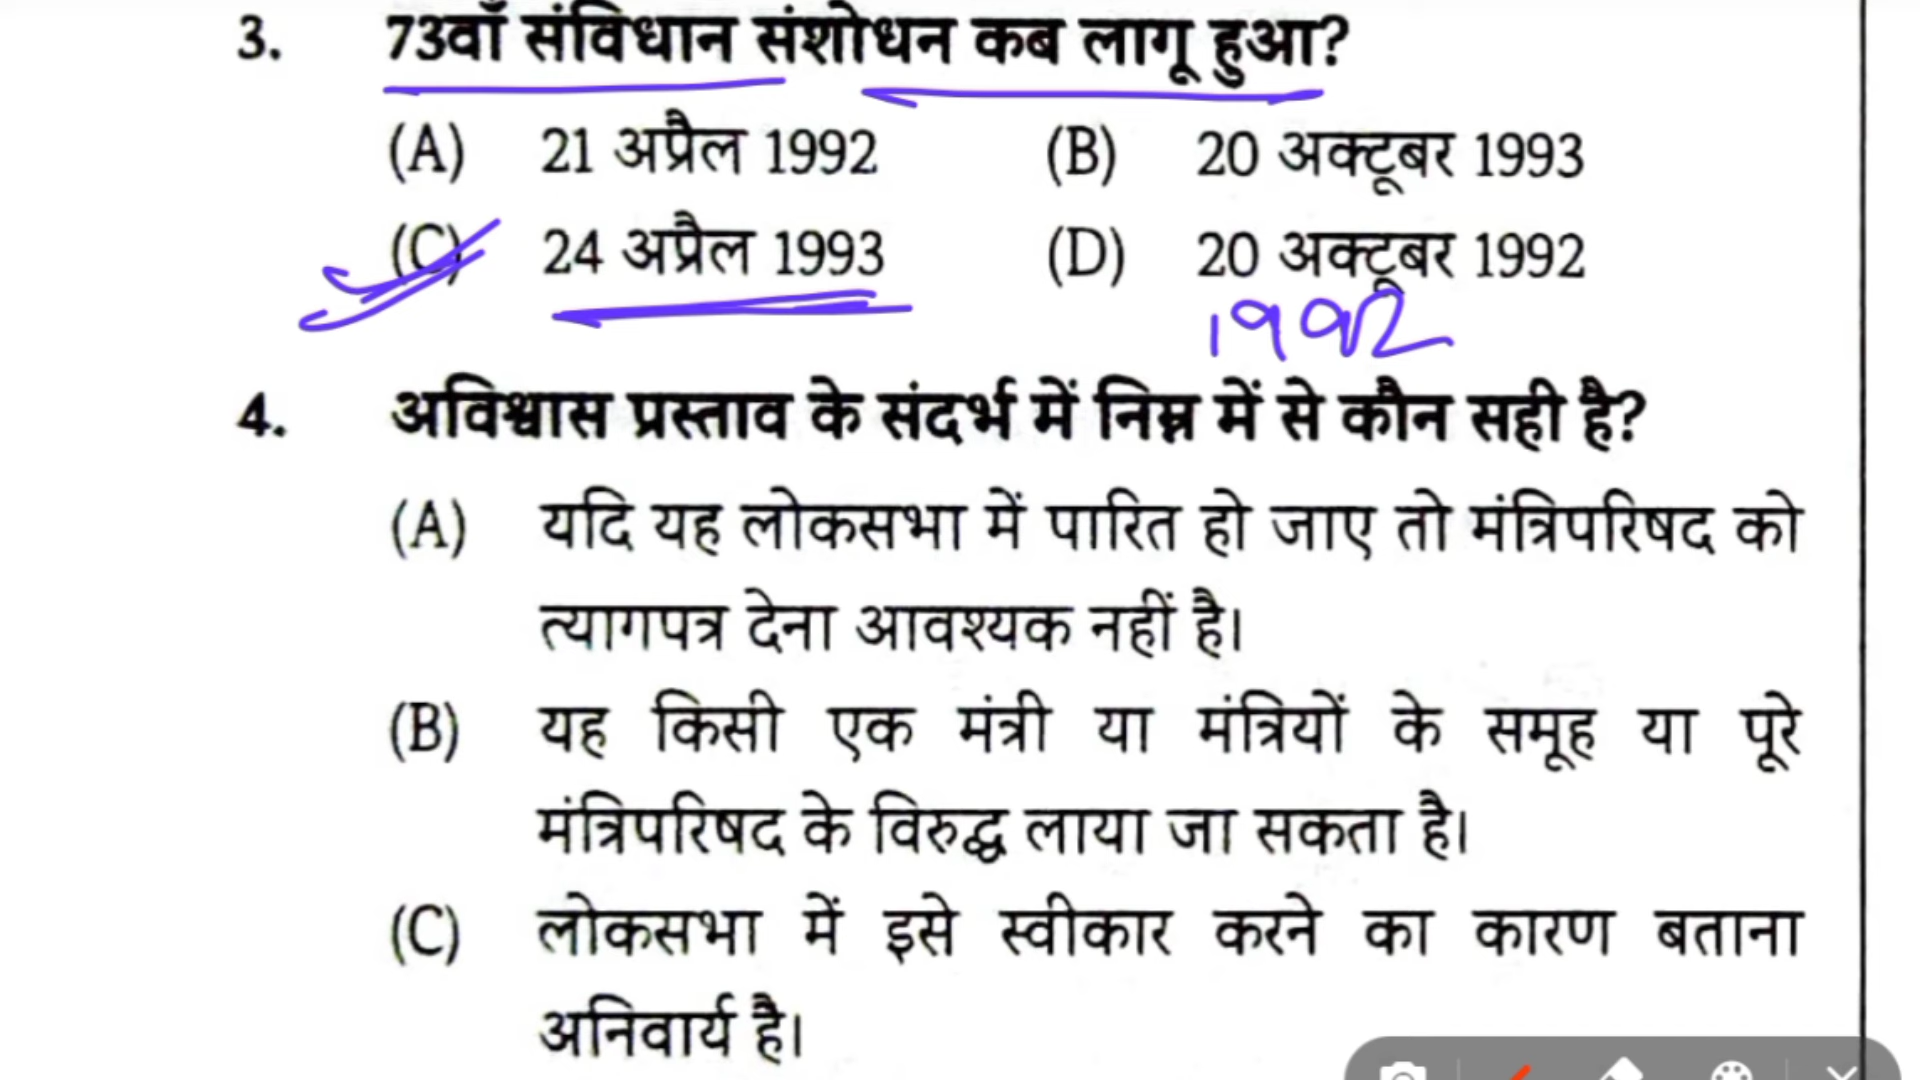 3. 73वाँ संविधान संशोधन कब लागू हुआ?
(A) 21 अप्रैल 1992 (B) 20 अक्टूबर 1993
(C) 24 अप्रैल 1993 (D) 20 अक्टूबर 1992
1992
4. अविश्वास प्रस्ताव के संदर्भ में निम्न में से कौन सही है?
(A) यदि यह लोकसभा में पारित हो जाए तो मंत्रिपरिषद को
त्यागपत्र देना आवश्यक नहीं है।
(B) यह किसी एक मंत्री या मंत्रियों के समूह या पूरे
मंत्रिपरिषद के विरुद्ध लाया जा सकता है।
(C) लोकसभा में इसे स्वीकार करने का कारण बताना
अनिवार्य है।